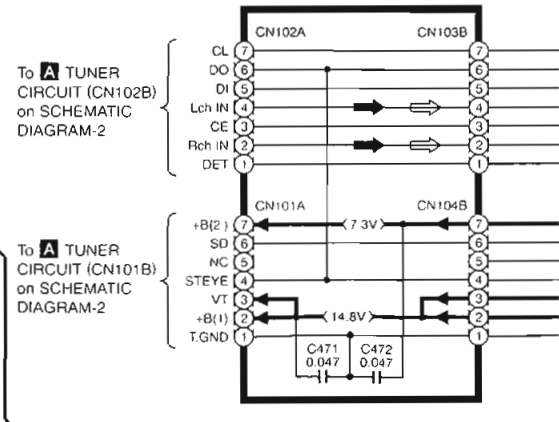 CN102A CN103B
CL 7 7
DO 6 6
DI 5 5
Lch IN 4 4
CE 3 3
Rch IN 2 2
DET 1 1
To A TUNER
CIRCUIT (CN102B)
on SCHEMATIC
DIAGRAM-2
CN101A CN104B
+B(2) 7 7.3V 7
SD 6 6
NC 5 5
STEYE 4 4
VT 3 3
+B(1) 2 14.8V 2
T.GND 1 1
To A TUNER
CIRCUIT (CN101B)
on SCHEMATIC
DIAGRAM-2
C471 C472
0.047 0.047